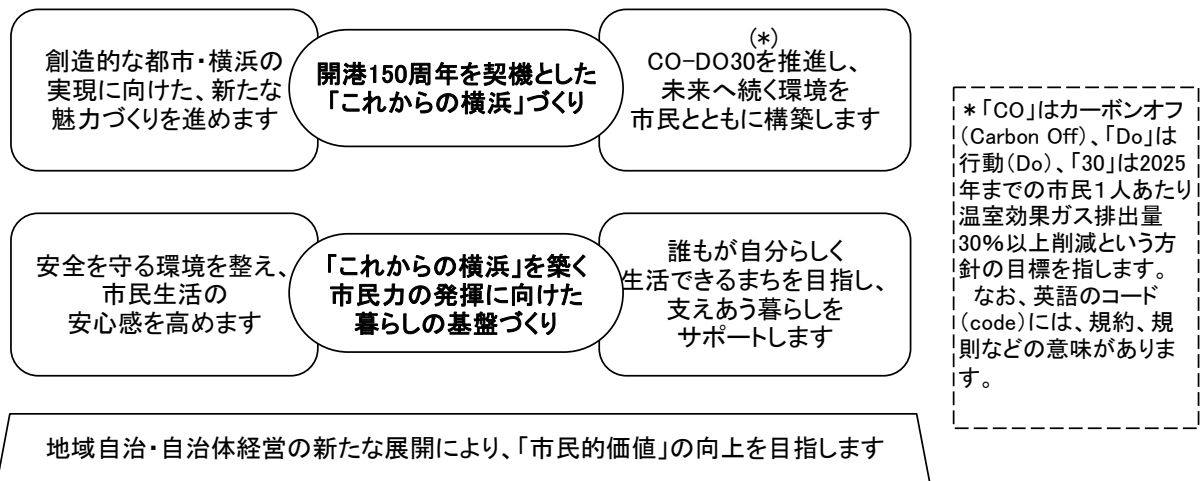 創造的な都市・横浜の
実現に向けた、新たな
魅力づくりを進めます
開港150周年を契機とした
「これからの横浜」づくり
(*)
CO-DO30を推進し、
未来へ続く環境を
市民とともに構築します
安全を守る環境を整え、
市民生活の
安心感を高めます
「これからの横浜」を築く
市民力の発揮に向けた
暮らしの基盤づくり
誰もが自分らしく
生活できるまちを目指し、
支えあう暮らしを
サポートします
地域自治・自治体経営の新たな展開により、「市民的価値」の向上を目指します
*「CO」はカーボンオフ
(Carbon Off)、「Do」は
行動(Do)、「30」は2025
年までの市民1人あたり
温室効果ガス排出量
30%以上削減という方
針の目標を指します。
なお、英語のコード
(code)には、規約、規
則などの意味がありま
す。